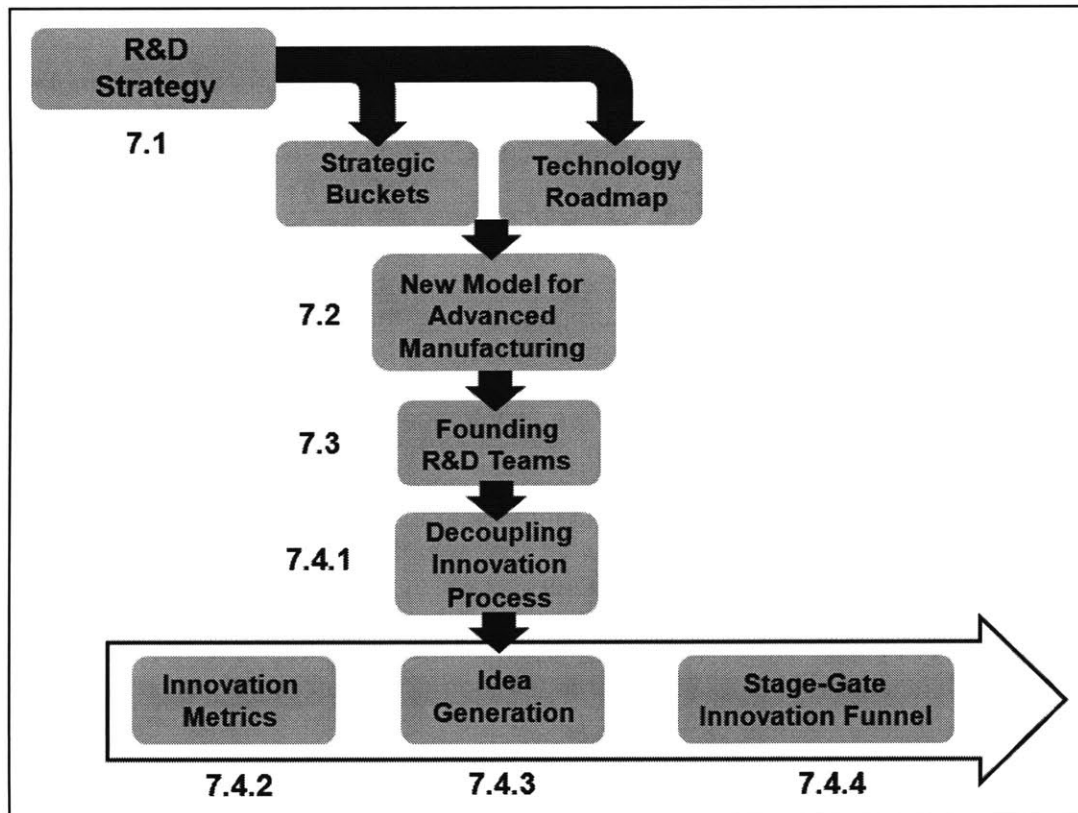 R&D
Strategy
7.1
Strategic
Buckets
Technology
Roadmap
7.2
New Model for
Advanced
Manufacturing
7.3
Founding
R&D Teams
7.4.1
Decoupling
Innovation
Process
Innovation
Metrics
Idea
Generation
Stage-Gate
Innovation Funnel
7.4.2
7.4.3
7.4.4